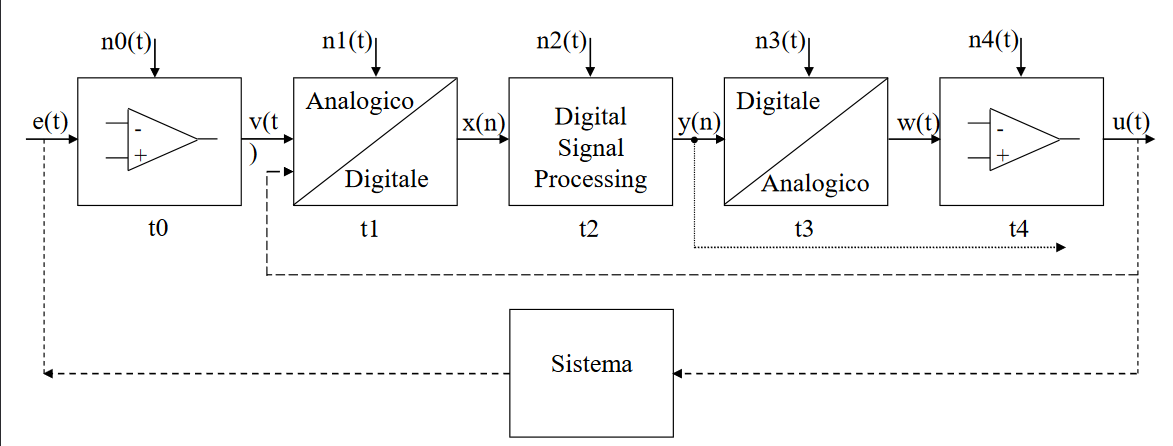 n0(t)
n1(t)
n2(t)
n3(t)
n4(t)
e(t)
-
+
v(t
)
Analogico
Digitale
x(n)
Digital
Signal
Processing
y(n)
Digitale
Analogico
w(t)
-
+
u(t)
t0
t1
t2
t3
t4
Sistema